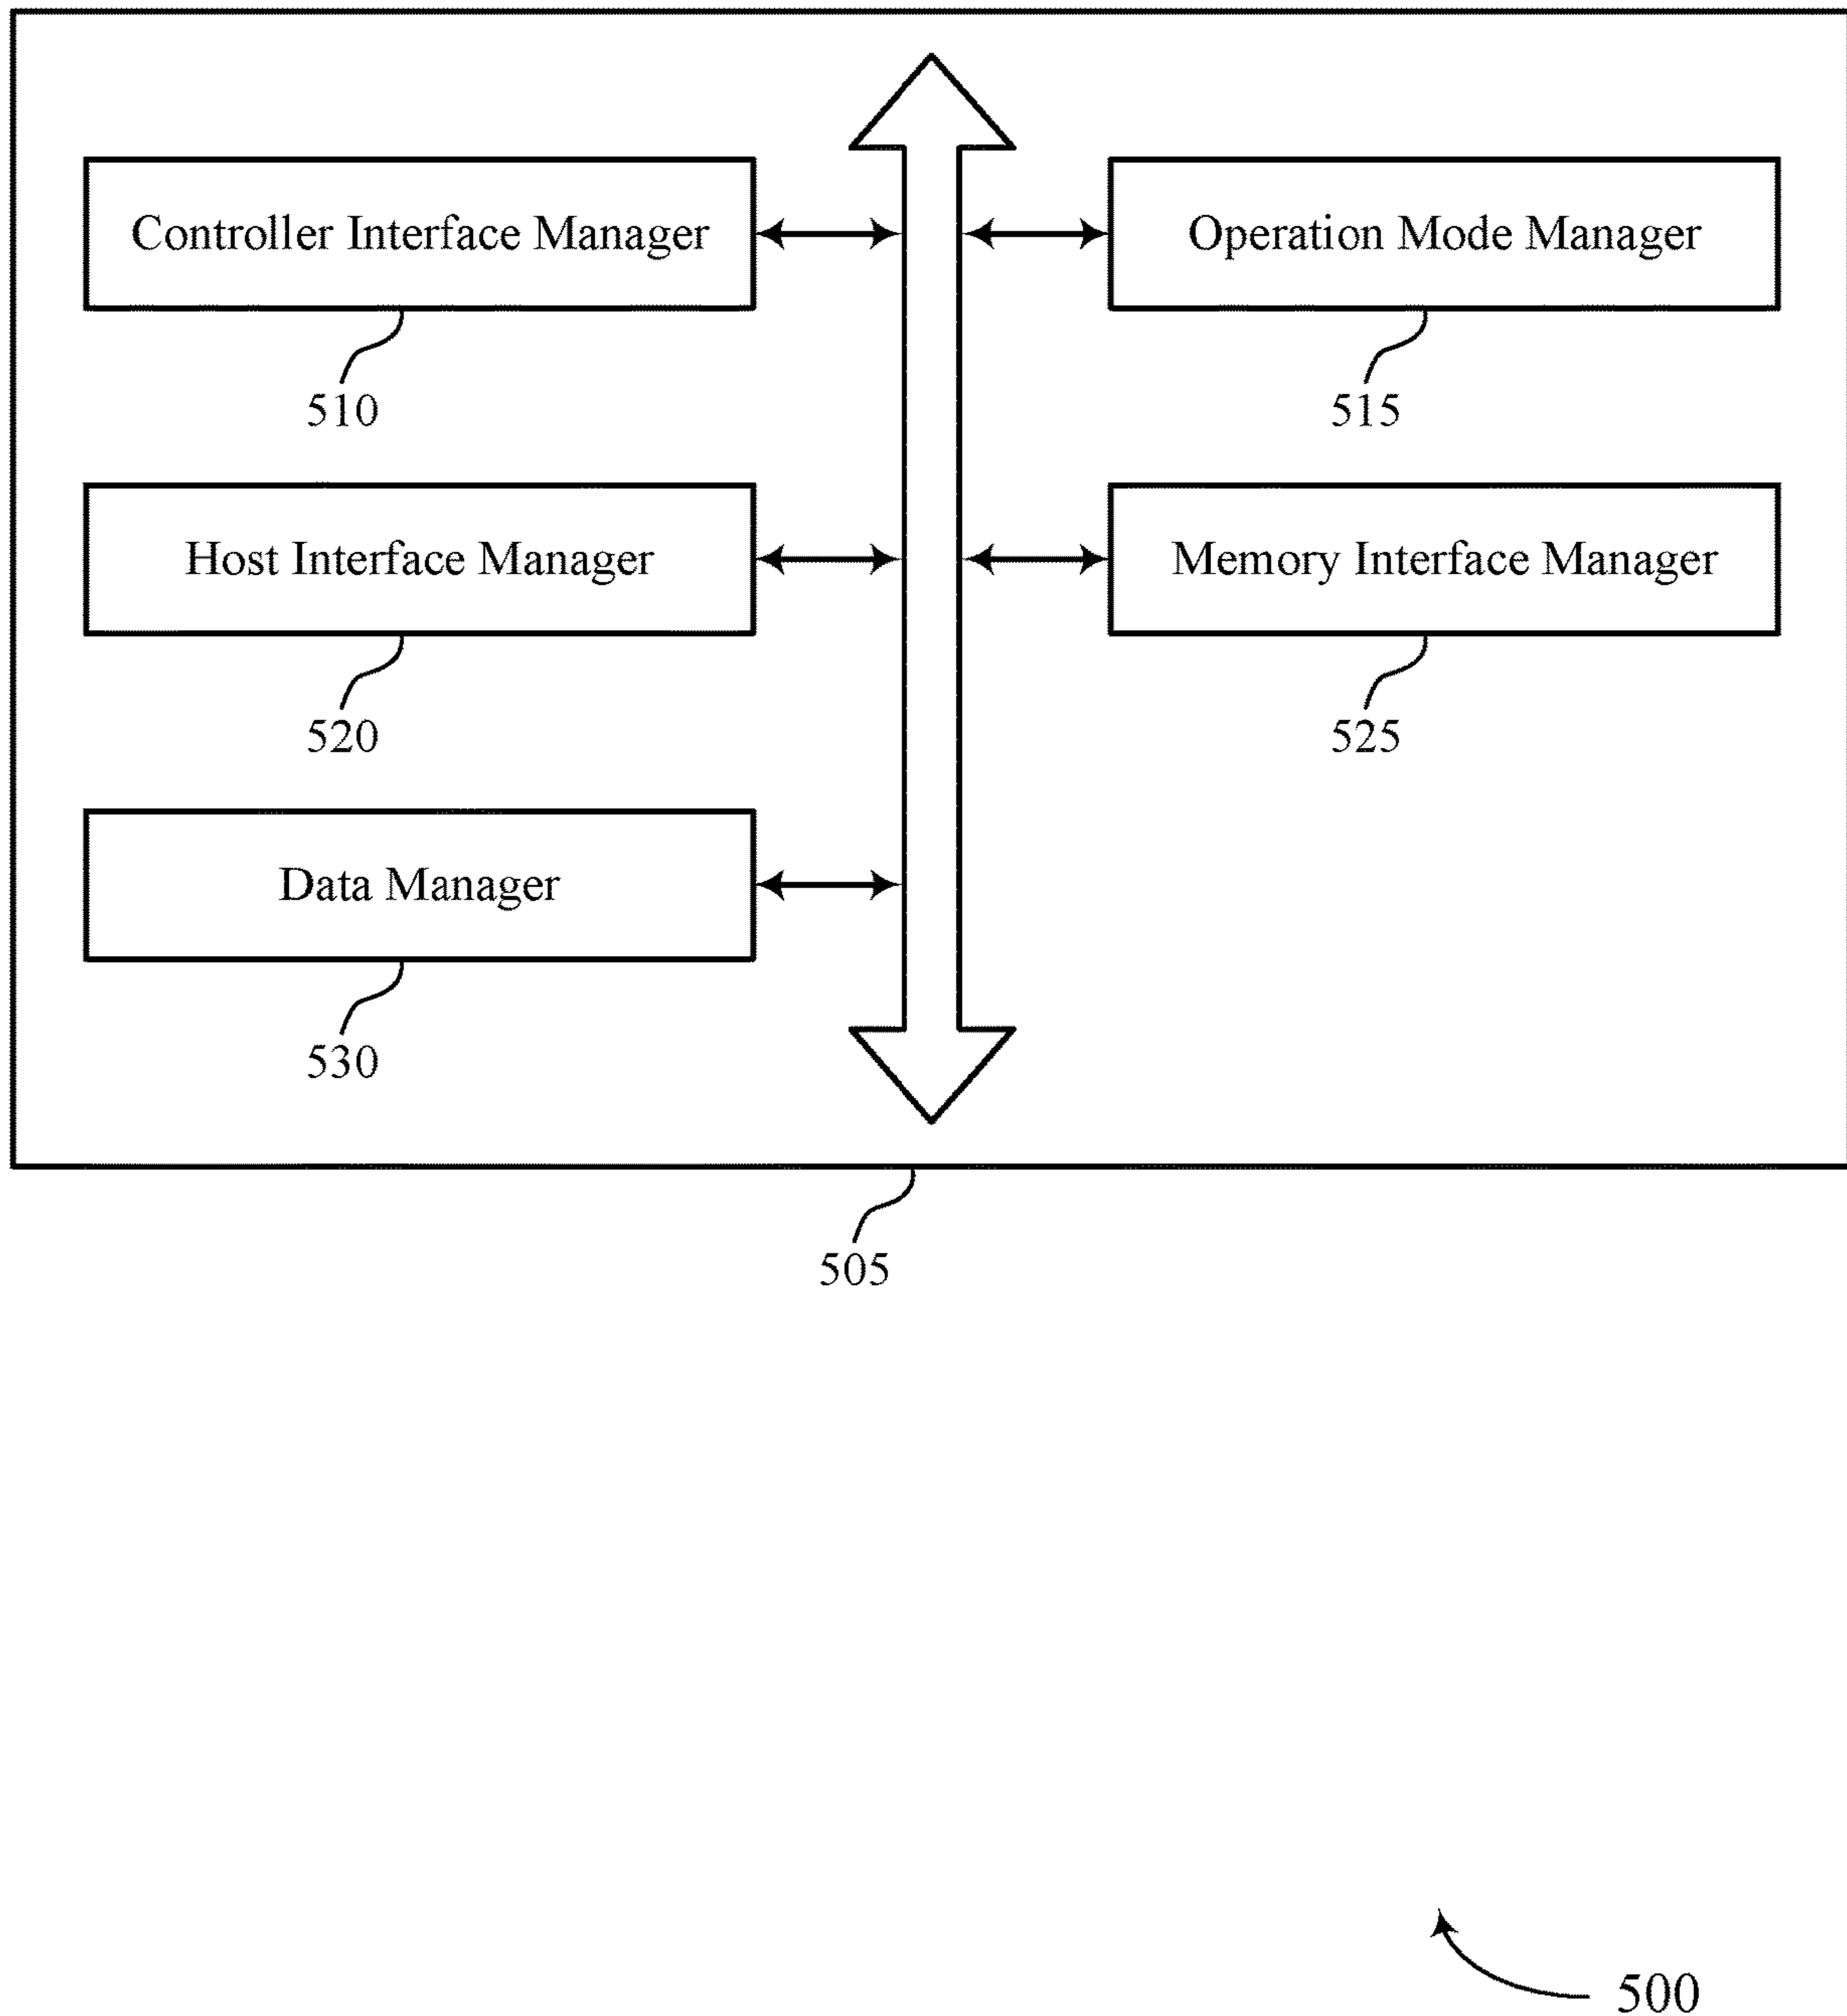 Controller Interface Manager
Operation Mode Manager
510
515
Host Interface Manager
Memory Interface Manager
520
525
Data Manager
530
505
500